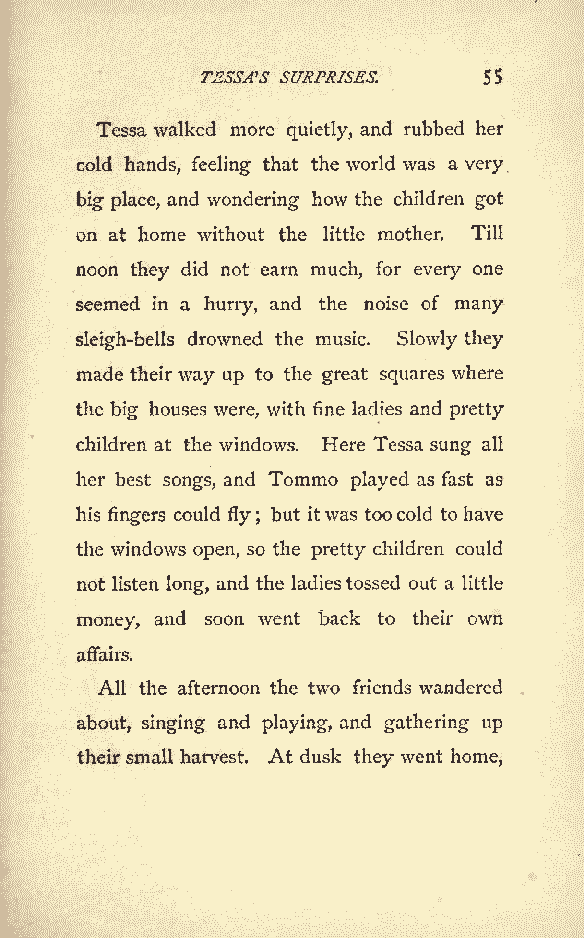 TESSA'S SURPRISES. 55
Tessa walked more quietly, and rubbed her
cold hands, feeling that the world was a very
big place, and wondering how the children got
on at home without the little mother. Till
noon they did not earn much, for every one
seemed in a hurry, and the noise of many
sleigh-bells drowned the music. Slowly they
made their way up to the great squares where
the big houses were, with fine ladies and pretty
children at the windows. Here Tessa sung all
her best songs, and Tommo played as fast as
his fingers could fly; but it was too cold to have
the windows open, so the pretty children could
not listen long, and the ladies tossed out a little
money, and soon went back to their own
affairs.
All the afternoon the two friends wandered
about, singing and playing, and gathering up
their small harvest. At dusk they went home,